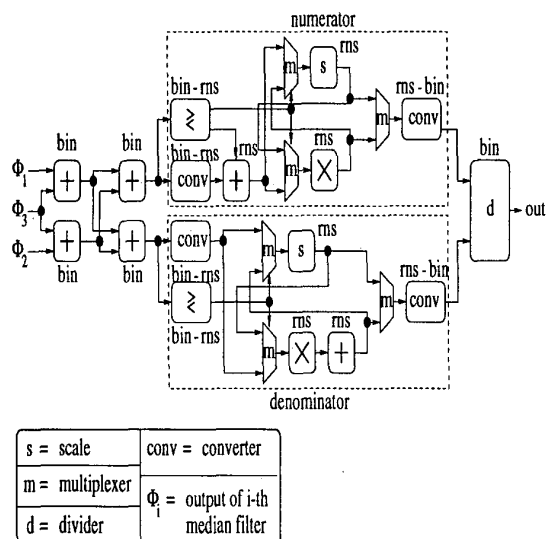 numerator
rns
bin-rns
m
s
rns
rns - bin
m
conv
≥
bin
bin
bin-rns
rns
rns
bin
Φ1
+
+
conv
+
m
×
Φ3
d
out
Φ2
+
+
conv
rns
bin
bin
m
s
bin-rns
rns - bin
≥
rns
rns
m
conv
m
×
+
bin - rns
denominator
s = scale
conv = converter
m = multiplexer
Φi = output of i-th
median filter
d = divider